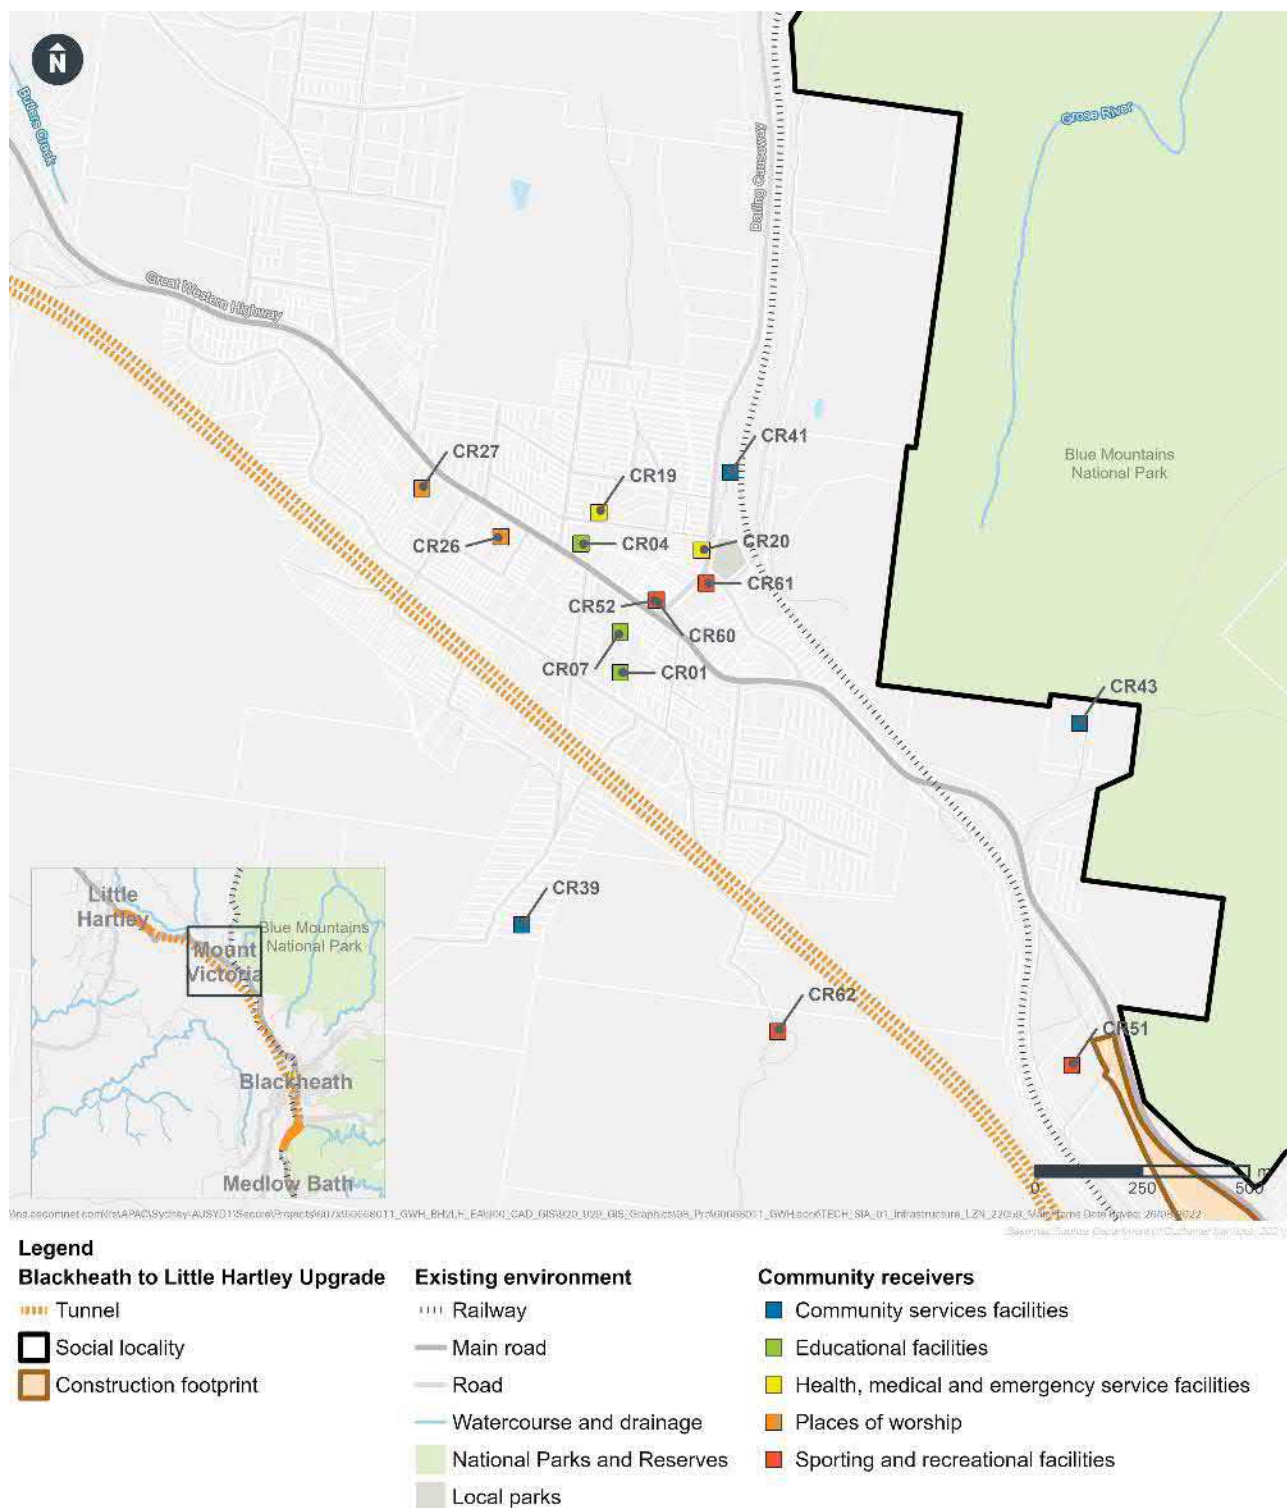 N
Butlers Creek
Grose River
Darling Causeway
Great Western Highway
Blue Mountains
National Park
CR41
CR27
CR19
CR26
CR04
CR20
CR61
CR52
CR60
CR07
CR01
CR43
CR39
CR62
CR51
Little
Hartley
Blue Mountains
National Park
Mount
Victoria
Blackheath
Medlow Bath
m
0 250 500
Legend
Blackheath to Little Hartley Upgrade
Tunnel
Social locality
Construction footprint
Existing environment
Railway
Main road
Road
Watercourse and drainage
National Parks and Reserves
Local parks
Community receivers
Community services facilities
Educational facilities
Health, medical and emergency service facilities
Places of worship
Sporting and recreational facilities